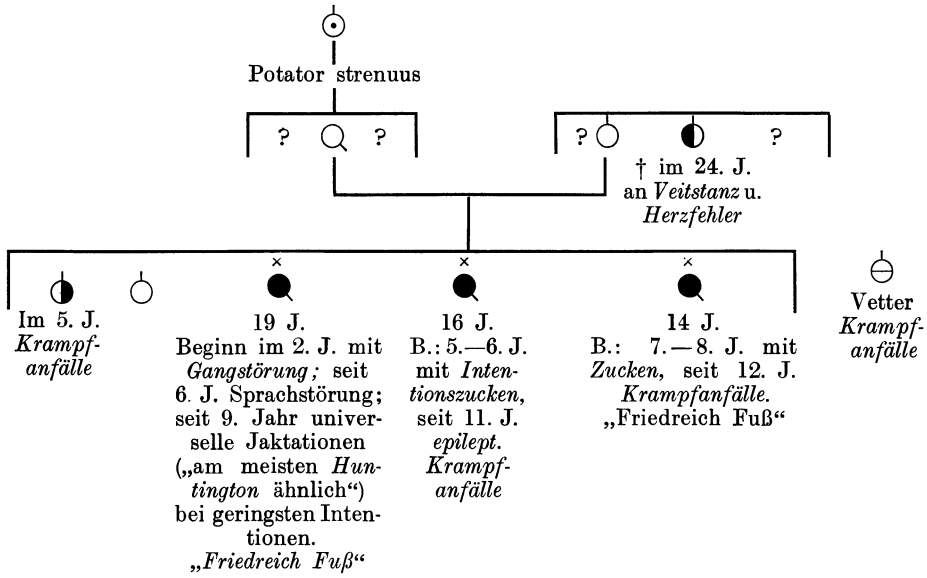 Potator strenuus
? ?
? ?
† im 24. J.
an Veitstanz u.
Herzfehler
× × ×
Im 5. J.
Krampf-
anfälle
19 J.
Beginn im 2. J. mit
Gangstörung; seit
6. J. Sprachstörung;
seit 9. Jahr univer-
selle Jaktationen
(„am meisten Hun-
tington ähnlich“)
bei geringsten Inten-
tionen.
„Friedreich Fuß“
16 J.
B.: 5.—6. J.
mit Inten-
tionszucken,
seit 11. J.
epilept.
Krampf-
anfälle
14 J.
B.: 7.—8. J. mit
Zucken, seit 12. J.
Krampfanfälle.
„Friedreich Fuß“
Vetter
Krampf-
anfälle